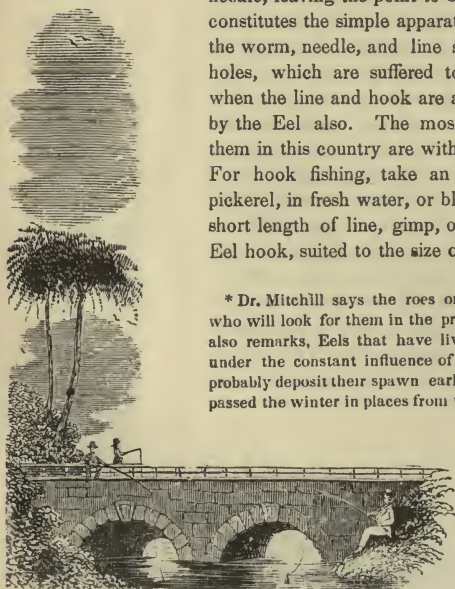 needle, leaving the point to
constitutes the simple apparat
the worm, needle, and line s
holes, which are suffered to
when the line and hook are a
by the Eel also. The mos
them in this country are with
For hook fishing, take an
pickerel, in fresh water, or bl
short length of line, gimp, o
Eel hook, suited to the size o
* Dr. Mitchill says the roes or
who will look for them in the pr
also remarks, Eels that have liv
under the constant influence of
probably deposit their spawn earl
passed the winter in places from